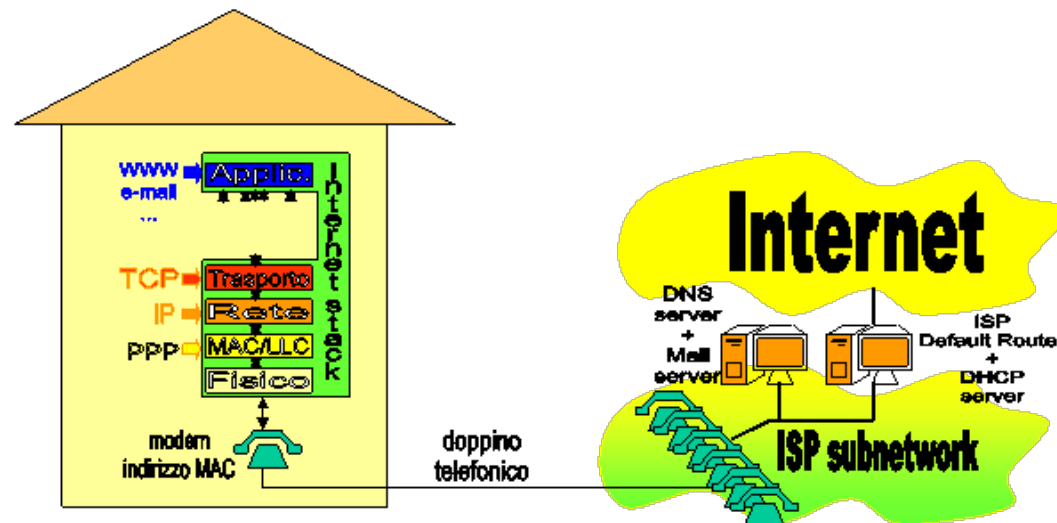 WWW
e-mail
...
Applic.
Internet stack
TCP
Trasporto
IP
Rete
PPP
MAC/LLC
Fisico
modem
indirizzo MAC
doppino
telefonico
Internet
DNS
server
+
Mail
server
ISP
Default Route
+
DHCP
server
ISP subnetwork